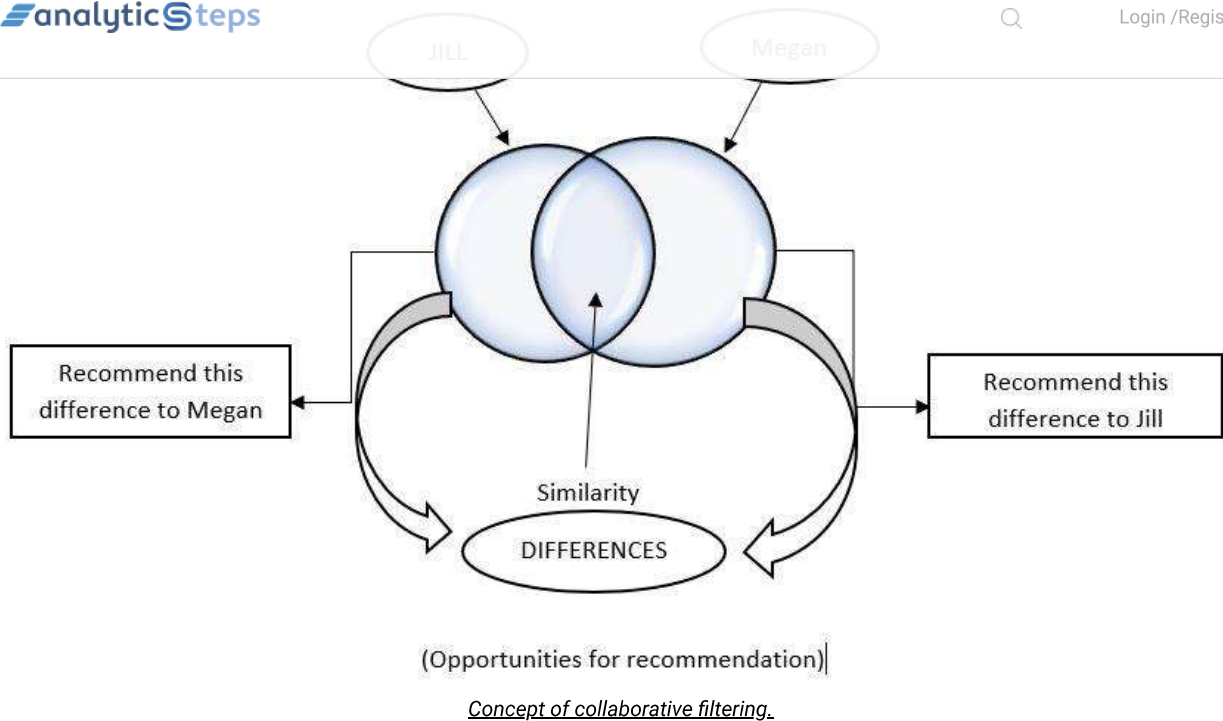 analyticSteps
Login /Regis
JILL
Megan
Recommend this
difference to Megan
Recommend this
difference to Jill
Similarity
DIFFERENCES
(Opportunities for recommendation)
Concept of collaborative filtering.